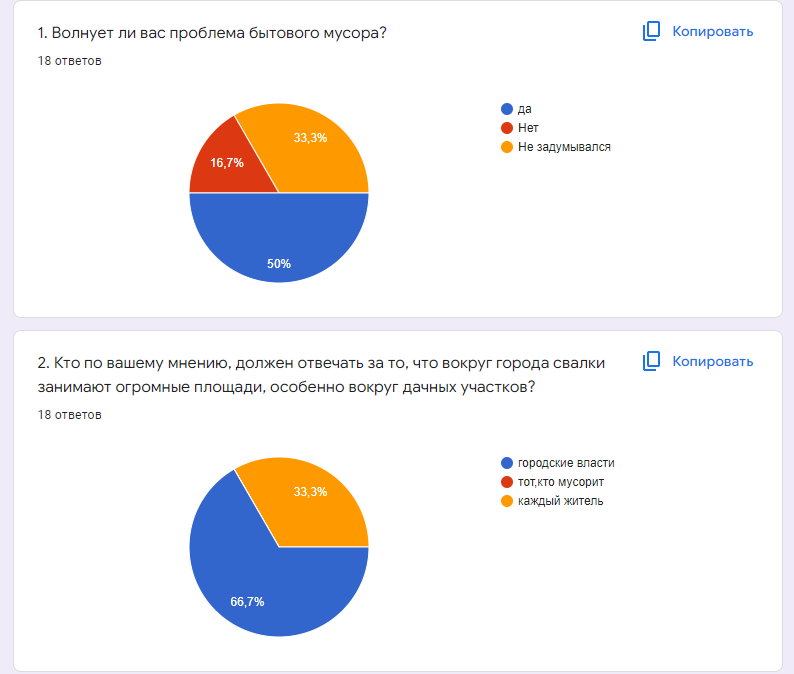 1. Волнует ли вас проблема бытового мусора?
Копировать
18 ответов
да
Нет
Не задумывался
33,3%
16,7%
50%
2. Кто по вашему мнению, должен отвечать за то, что вокруг города свалки
занимают огромные площади, особенно вокруг дачных участков?
Копировать
18 ответов
городские власти
тот,кто мусорит
каждый житель
33,3%
66,7%